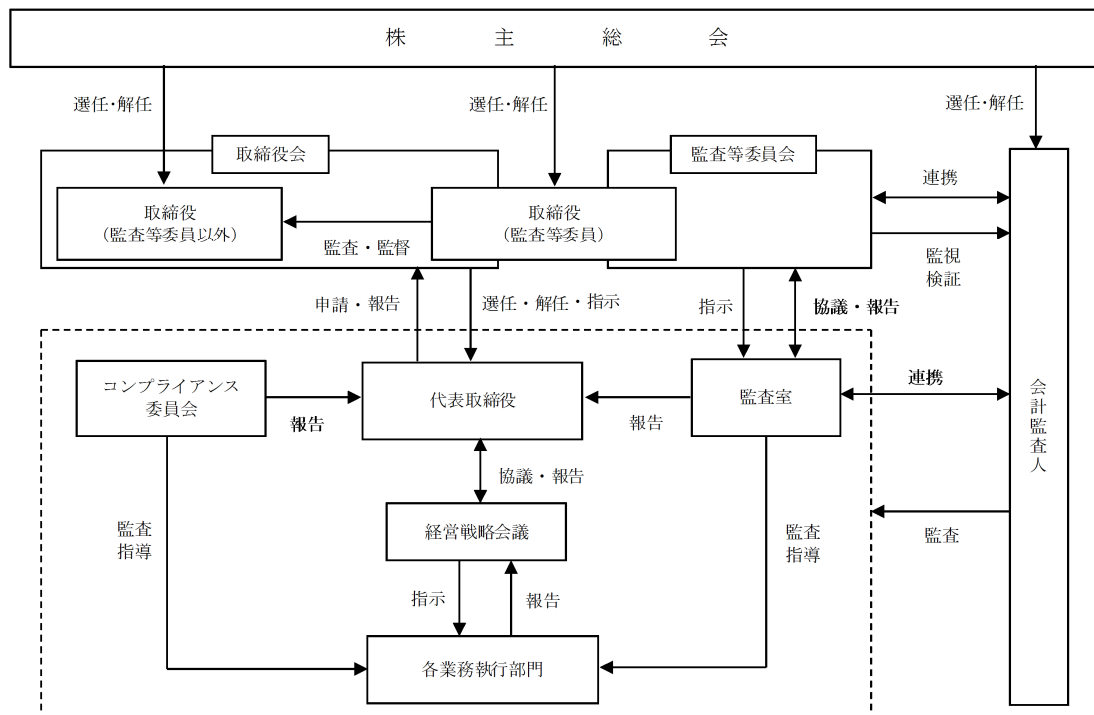 株主総会
選任・解任
選任・解任
選任・解任
取締役会
監査等委員会
取締役
（監査等委員以外）
取締役
（監査等委員）
監査・監督
連携
監視
検証
申請・報告
選任・解任・指示
指示
協議・報告
コンプライアンス
委員会
代表取締役
監査室
報告
報告
連携
会計監査人
協議・報告
経営戦略会議
監査
指導
監査
指導
監査
指示
報告
各業務執行部門